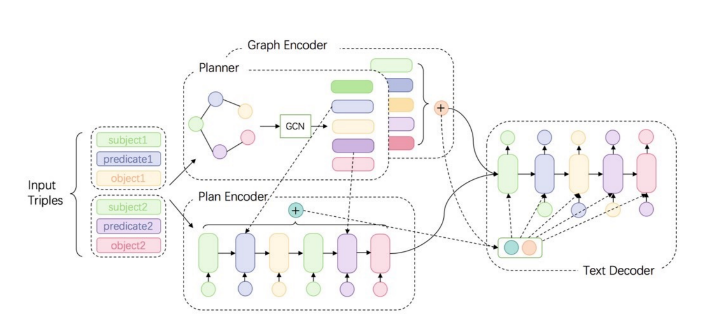 Graph Encoder
Planner
GCN
subject1
predicate1
object1
Input
Triples
subject2
predicate2
object2
Plan Encoder
+
+
Text Decoder